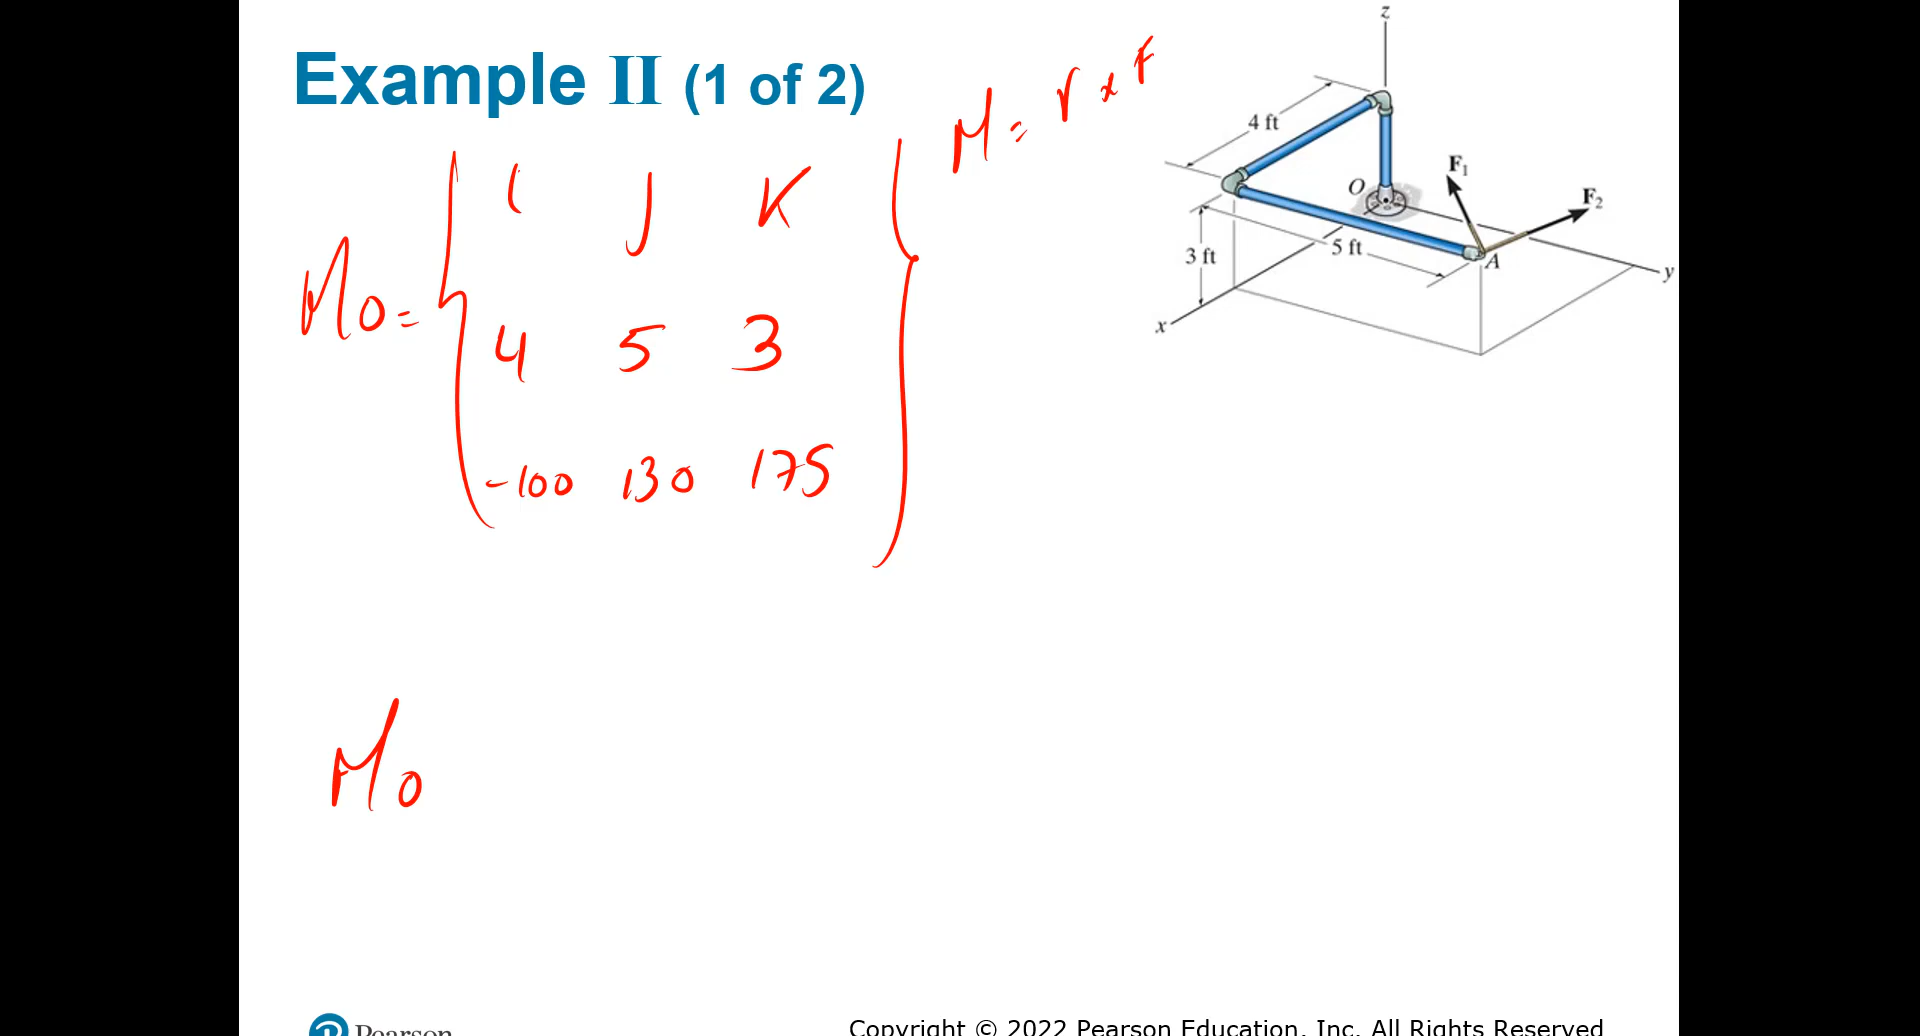 Example II (1 of 2)
M = r x F
i j K
Mo =
4 5 3
-100 130 175
Mo
z
4 ft
F1
O
F2
5 ft
A
3 ft
y
x
Pearson
Copyright © 2022 Pearson Education, Inc. All Rights Reserved